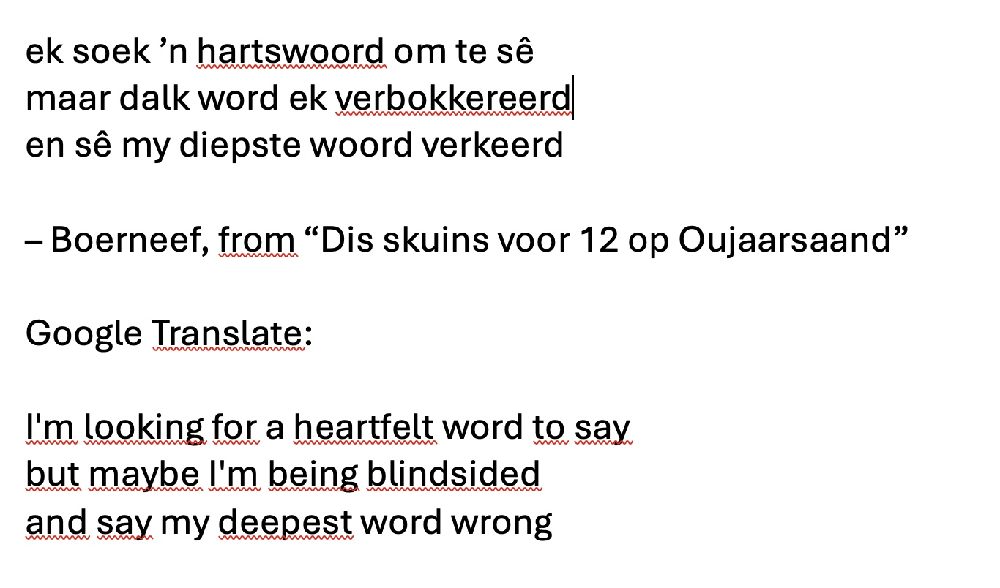 ek soek ’n hartswoord om te sê
maar dalk word ek verbokkereerd
en sê my diepste woord verkeerd
– Boerneef, from “Dis skuins voor 12 op Oujaarsaand”
Google Translate:
I'm looking for a heartfelt word to say
but maybe I'm being blindsided
and say my deepest word wrong